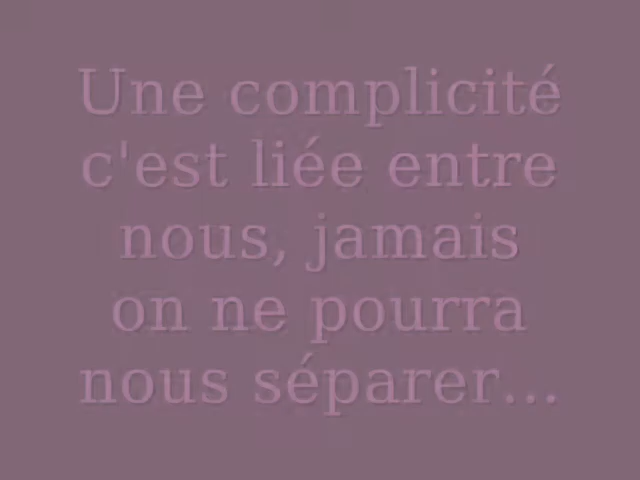 Une complicité
c'est liée entre
nous, jamais
on ne pourra
nous séparer...